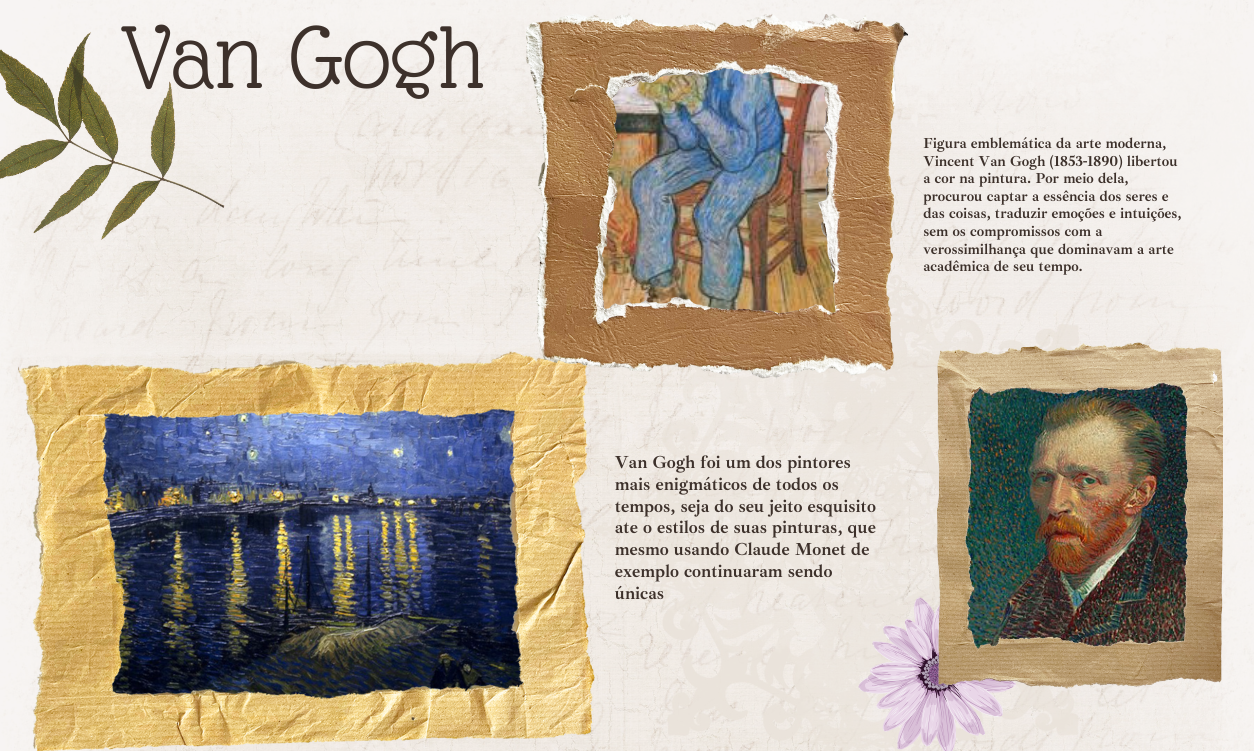 Van Gogh
Figura emblemática da arte moderna,
Vincent Van Gogh (1853-1890) libertou
a cor na pintura. Por meio dela,
procurou captar a essência dos seres e
das coisas, traduzir emoções e intuições,
sem os compromissos com a
verossimilhança que dominavam a arte
acadêmica de seu tempo.
Van Gogh foi um dos pintores
mais enigmáticos de todos os
tempos, seja do seu jeito esquisito
ate o estilos de suas pinturas, que
mesmo usando Claude Monet de
exemplo continuaram sendo
únicas